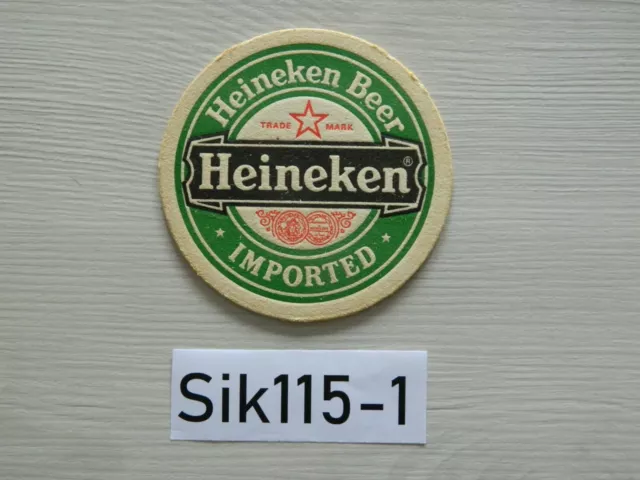 Heineken Beer
TRADE MARK
Heineken®
IMPORTED
Sik115-1